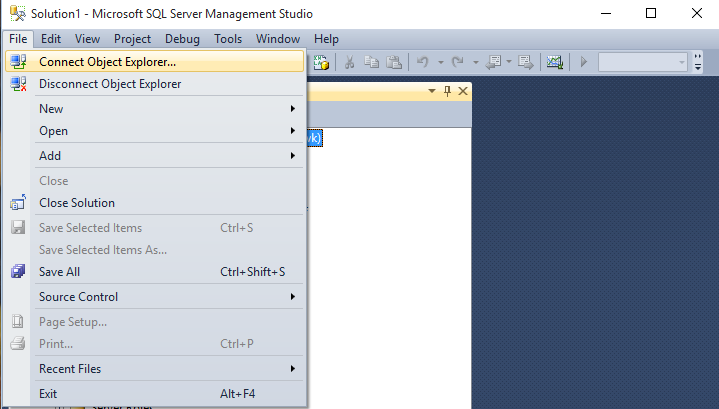 Solution1 - Microsoft SQL Server Management Studio
File Edit View Project Debug Tools Window Help
Connect Object Explorer...
Disconnect Object Explorer
New
Open
Add
Close
Close Solution
Save Selected Items Ctrl+S
Save Selected Items As...
Save All Ctrl+Shift+S
Source Control
Page Setup...
Print... Ctrl+P
Recent Files
Exit Alt+F4